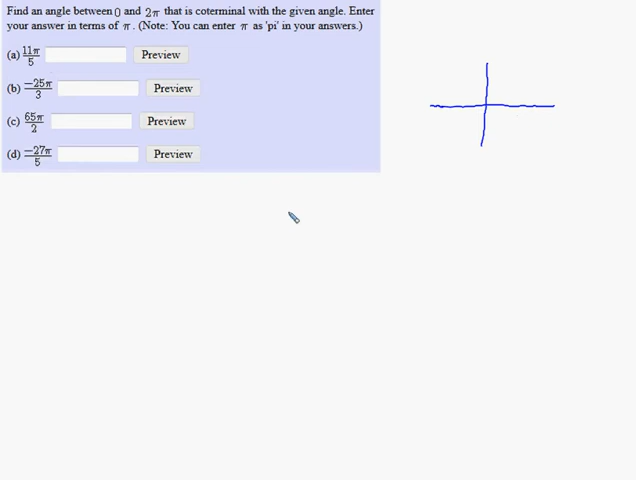 Find an angle between 0 and 2π that is coterminal with the given angle. Enter
your answer in terms of π. (Note: You can enter π as 'pi' in your answers.)
(a) 11π/5 Preview
(b) −25π/3 Preview
(c) 65π/2 Preview
(d) −27π/5 Preview